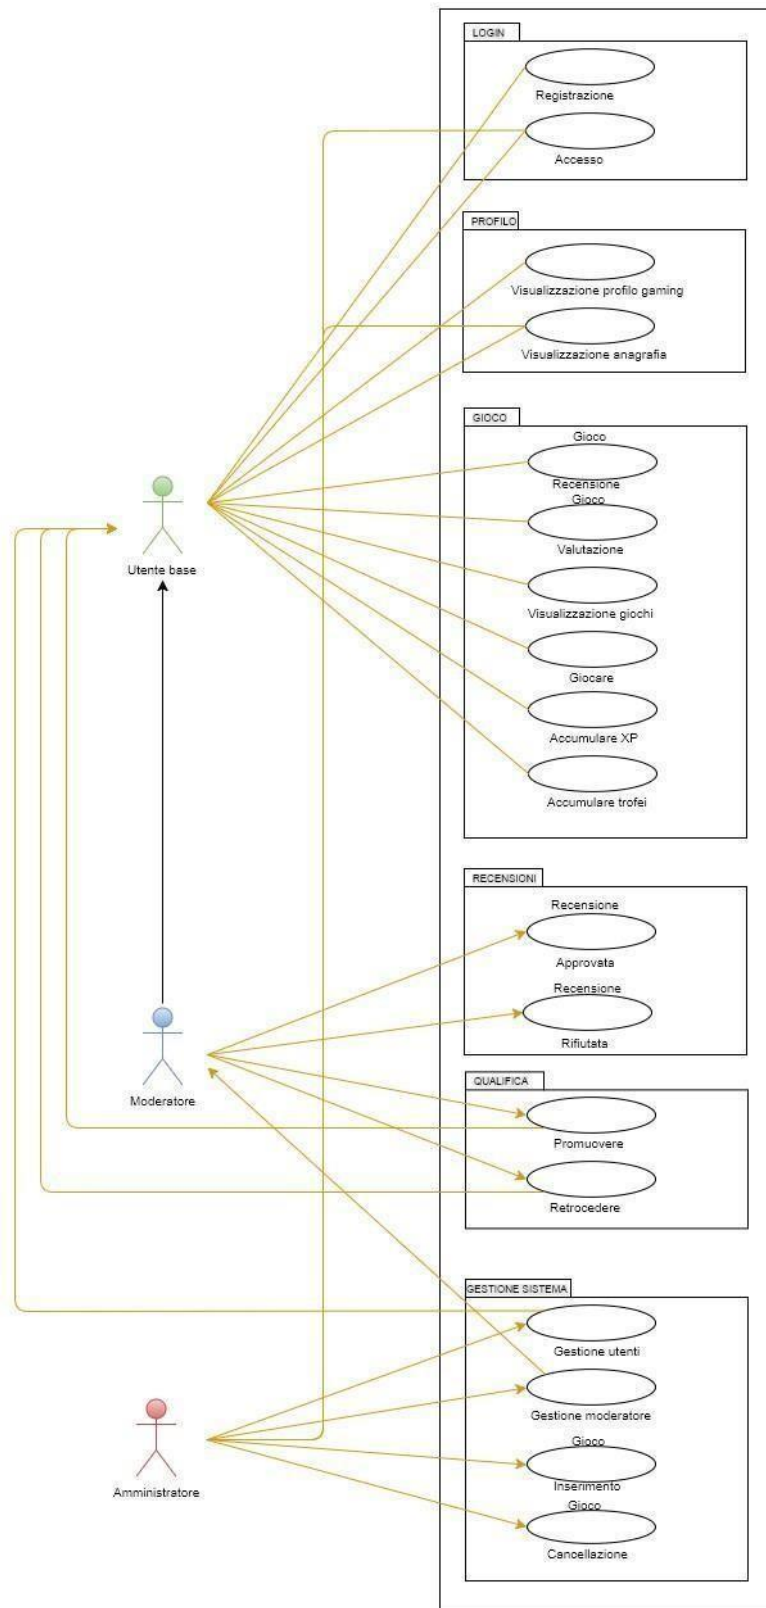 LOGIN
Registrazione
Accesso
PROFILO
Visualizzazione profilo gaming
Visualizzazione anagrafia
GIOCO
Gioco
Recensione
Gioco
Valutazione
Utente base
Visualizzazione giochi
Giocare
Accumulare XP
Accumulare trofei
RECENSIONI
Recensione
Approvata
Recensione
Rifiutata
Moderatore
QUALIFICA
Promuovere
Retrocedere
GESTIONE SISTEMA
Gestione utenti
Gestione moderatore
Gioco
Inserimento
Amministratore
Gioco
Cancellazione